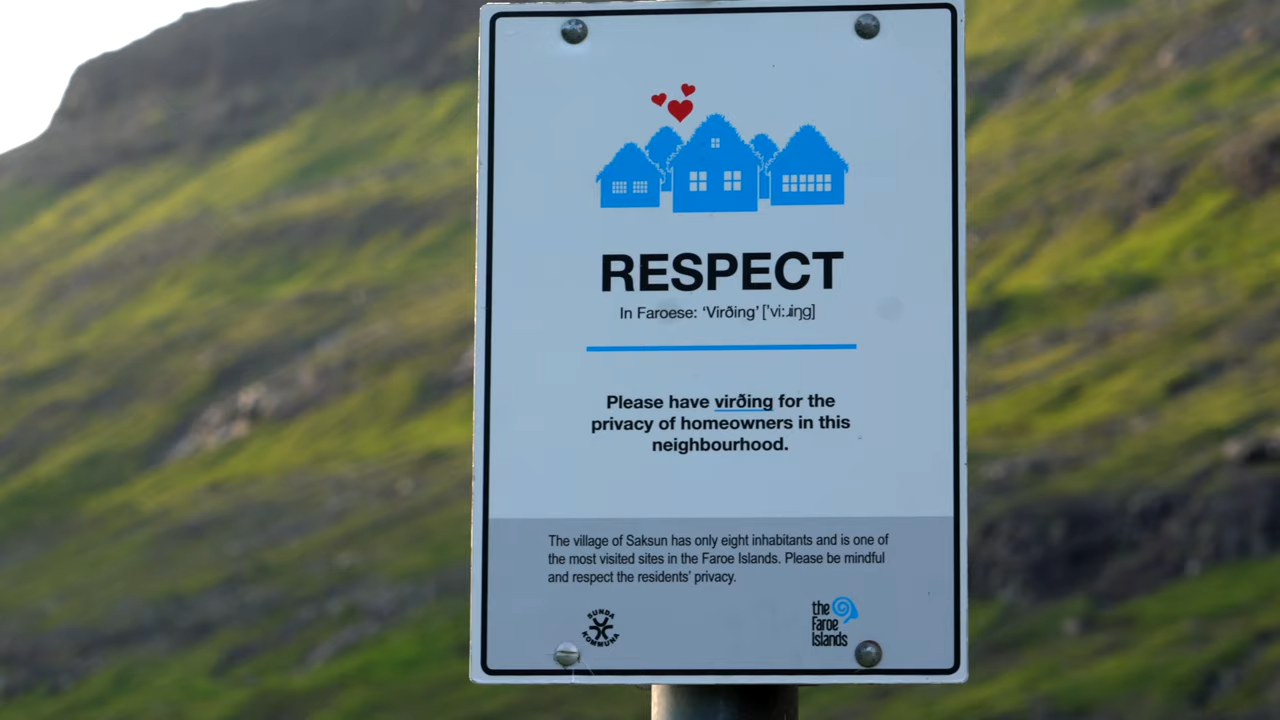 RESPECT
In Faroese: ‘Virðing’ ['vi:ɹiŋg]
Please have virðing for the
privacy of homeowners in this
neighbourhood.
The village of Saksun has only eight inhabitants and is one of
the most visited sites in the Faroe Islands. Please be mindful
and respect the residents’ privacy.
SUNDA
KOMMUNA
the
Faroe
Islands